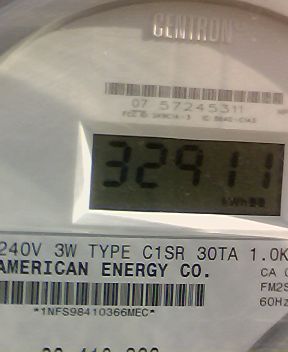 CENTRON
07 57245311
32911
kWh
240V 3W TYPE C1SR 30TA 1.0K
AMERICAN ENERGY CO.
CA
FM2S
60Hz
*1NFS98410366MEC*